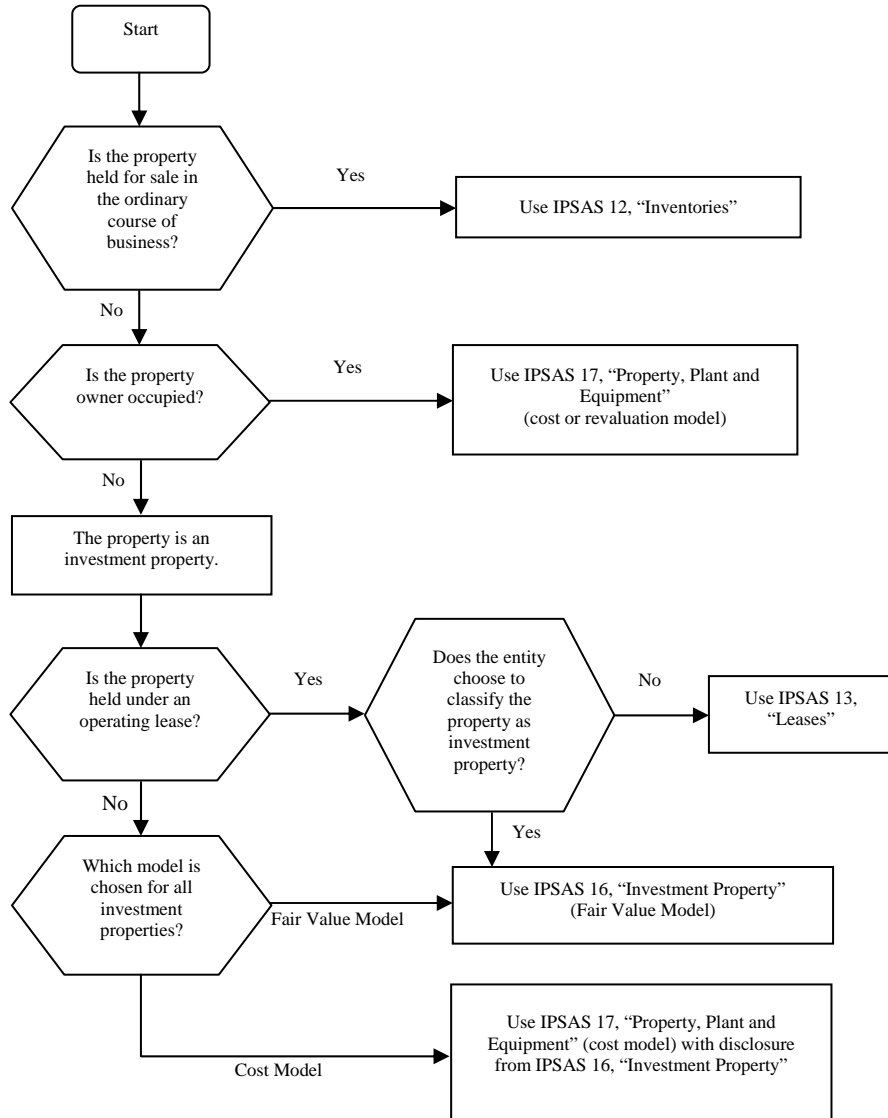 Start
Is the property
held for sale in
the ordinary
course of
business?
Yes
Use IPSAS 12, “Inventories”
No
Is the property
owner occupied?
Yes
Use IPSAS 17, “Property, Plant and
Equipment”
(cost or revaluation model)
No
The property is an
investment property.
Is the property
held under an
operating lease?
Yes
Does the entity
choose to
classify the
property as
investment
property?
No
Use IPSAS 13,
“Leases”
No
Yes
Which model is
chosen for all
investment
properties?
Fair Value Model
Use IPSAS 16, “Investment Property”
(Fair Value Model)
Cost Model
Use IPSAS 17, “Property, Plant and
Equipment” (cost model) with disclosure
from IPSAS 16, “Investment Property”